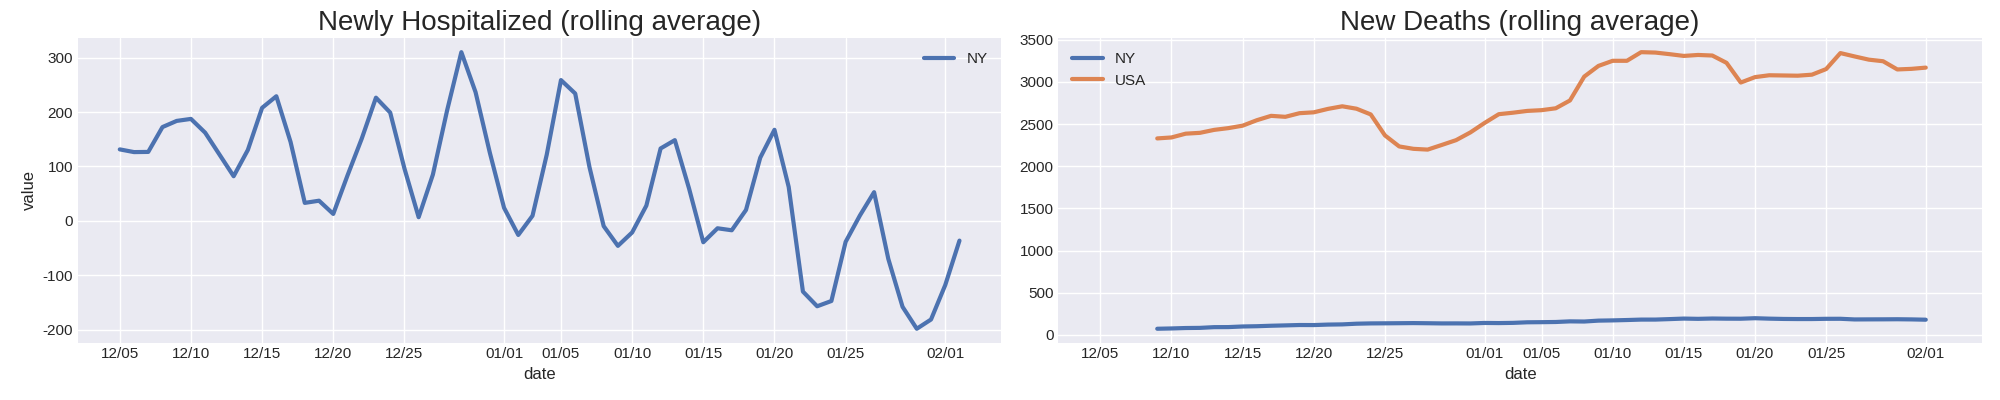 Newly Hospitalized (rolling average)
NY
300
200
100
0
-100
-200
value
12/05 12/10 12/15 12/20 12/25 01/01 01/05 01/10 01/15 01/20 01/25 02/01
date
New Deaths (rolling average)
NY
USA
3500
3000
2500
2000
1500
1000
500
0
12/05 12/10 12/15 12/20 12/25 01/01 01/05 01/10 01/15 01/20 01/25 02/01
date